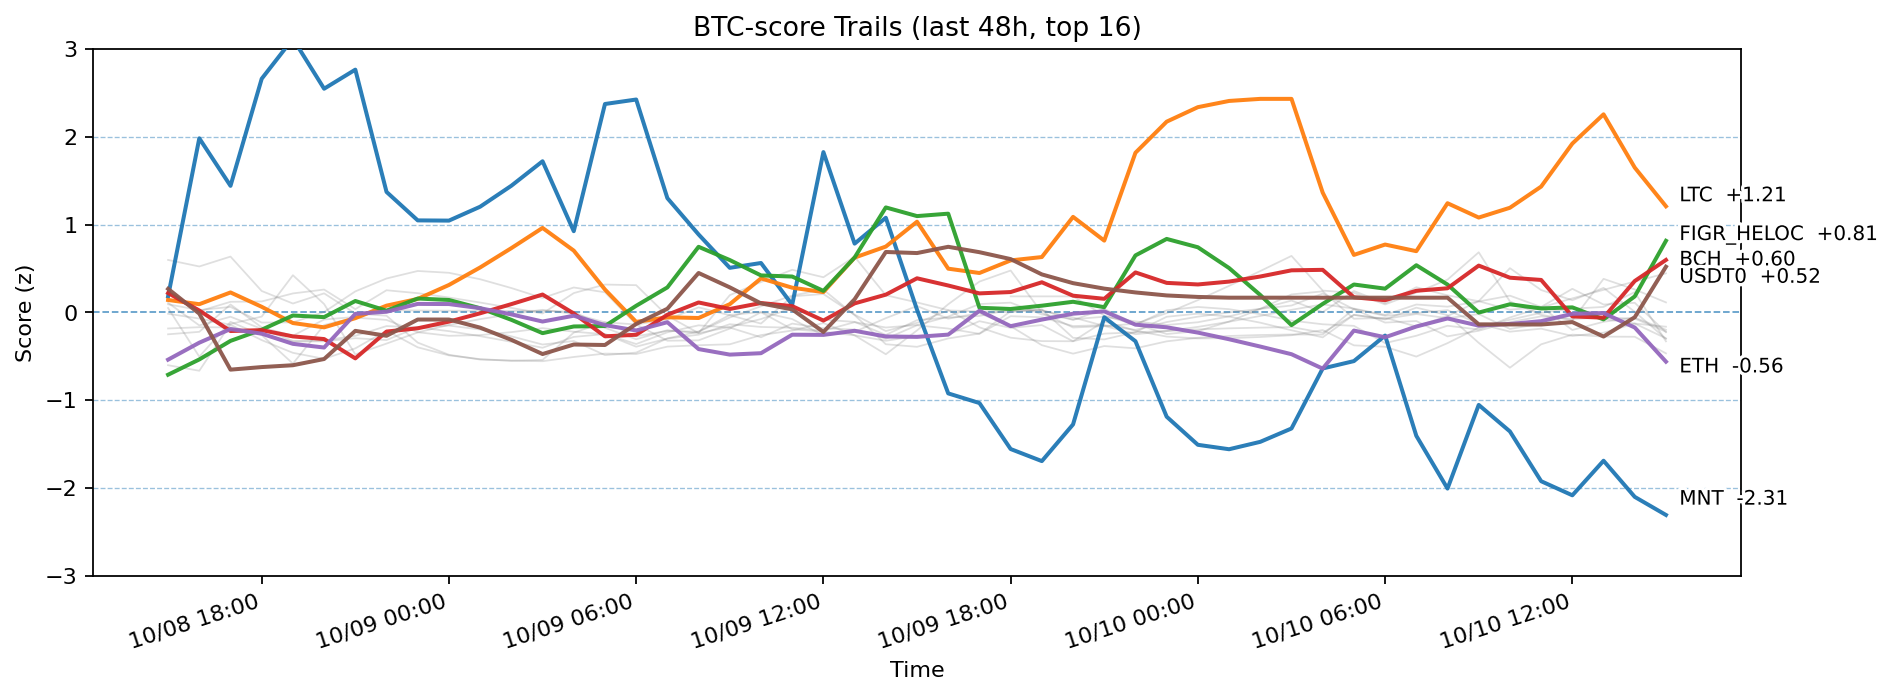 BTC-score Trails (last 48h, top 16)
3
2
1
0
−1
−2
−3
Score (z)
LTC +1.21
FIGR_HELOC +0.81
BCH +0.60
USDT0 +0.52
ETH -0.56
MNT -2.31
10/08 18:00
10/09 00:00
10/09 06:00
10/09 12:00
10/09 18:00
10/10 00:00
10/10 06:00
10/10 12:00
Time